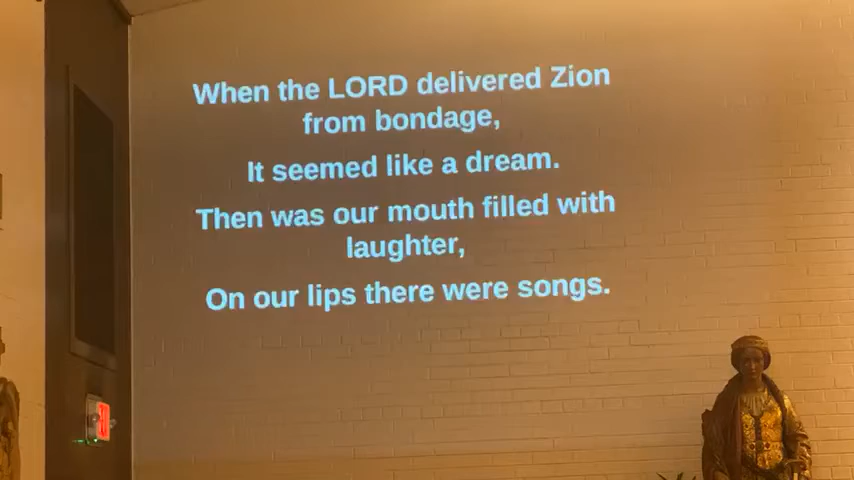 When the LORD delivered Zion
from bondage,
It seemed like a dream.
Then was our mouth filled with
laughter,
On our lips there were songs.